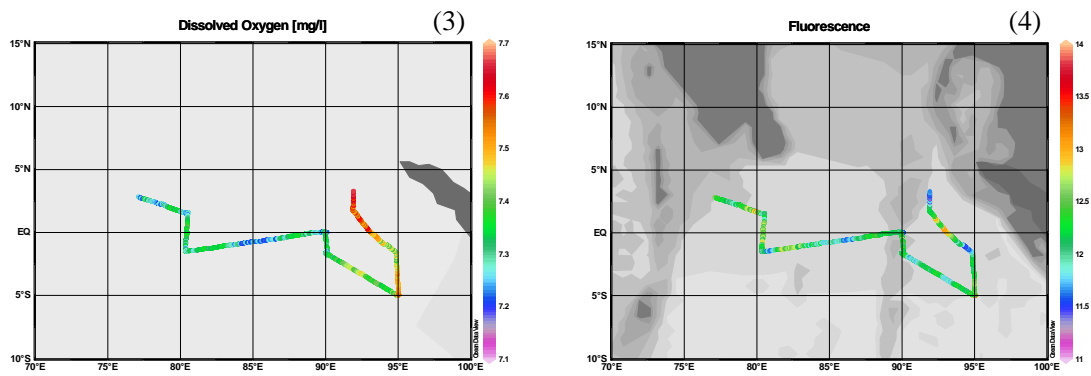 Dissolved Oxygen [mg/l] (3)
15°N
10°N
5°N
EQ
5°S
10°S
70°E 75°E 80°E 85°E 90°E 95°E 100°E
7.7
7.6
7.5
7.4
7.3
7.2
7.1
Ocean Data View
Fluorescence (4)
15°N
10°N
5°N
EQ
5°S
10°S
70°E 75°E 80°E 85°E 90°E 95°E 100°E
14
13.5
13
12.5
12
11.5
11
Ocean Data View